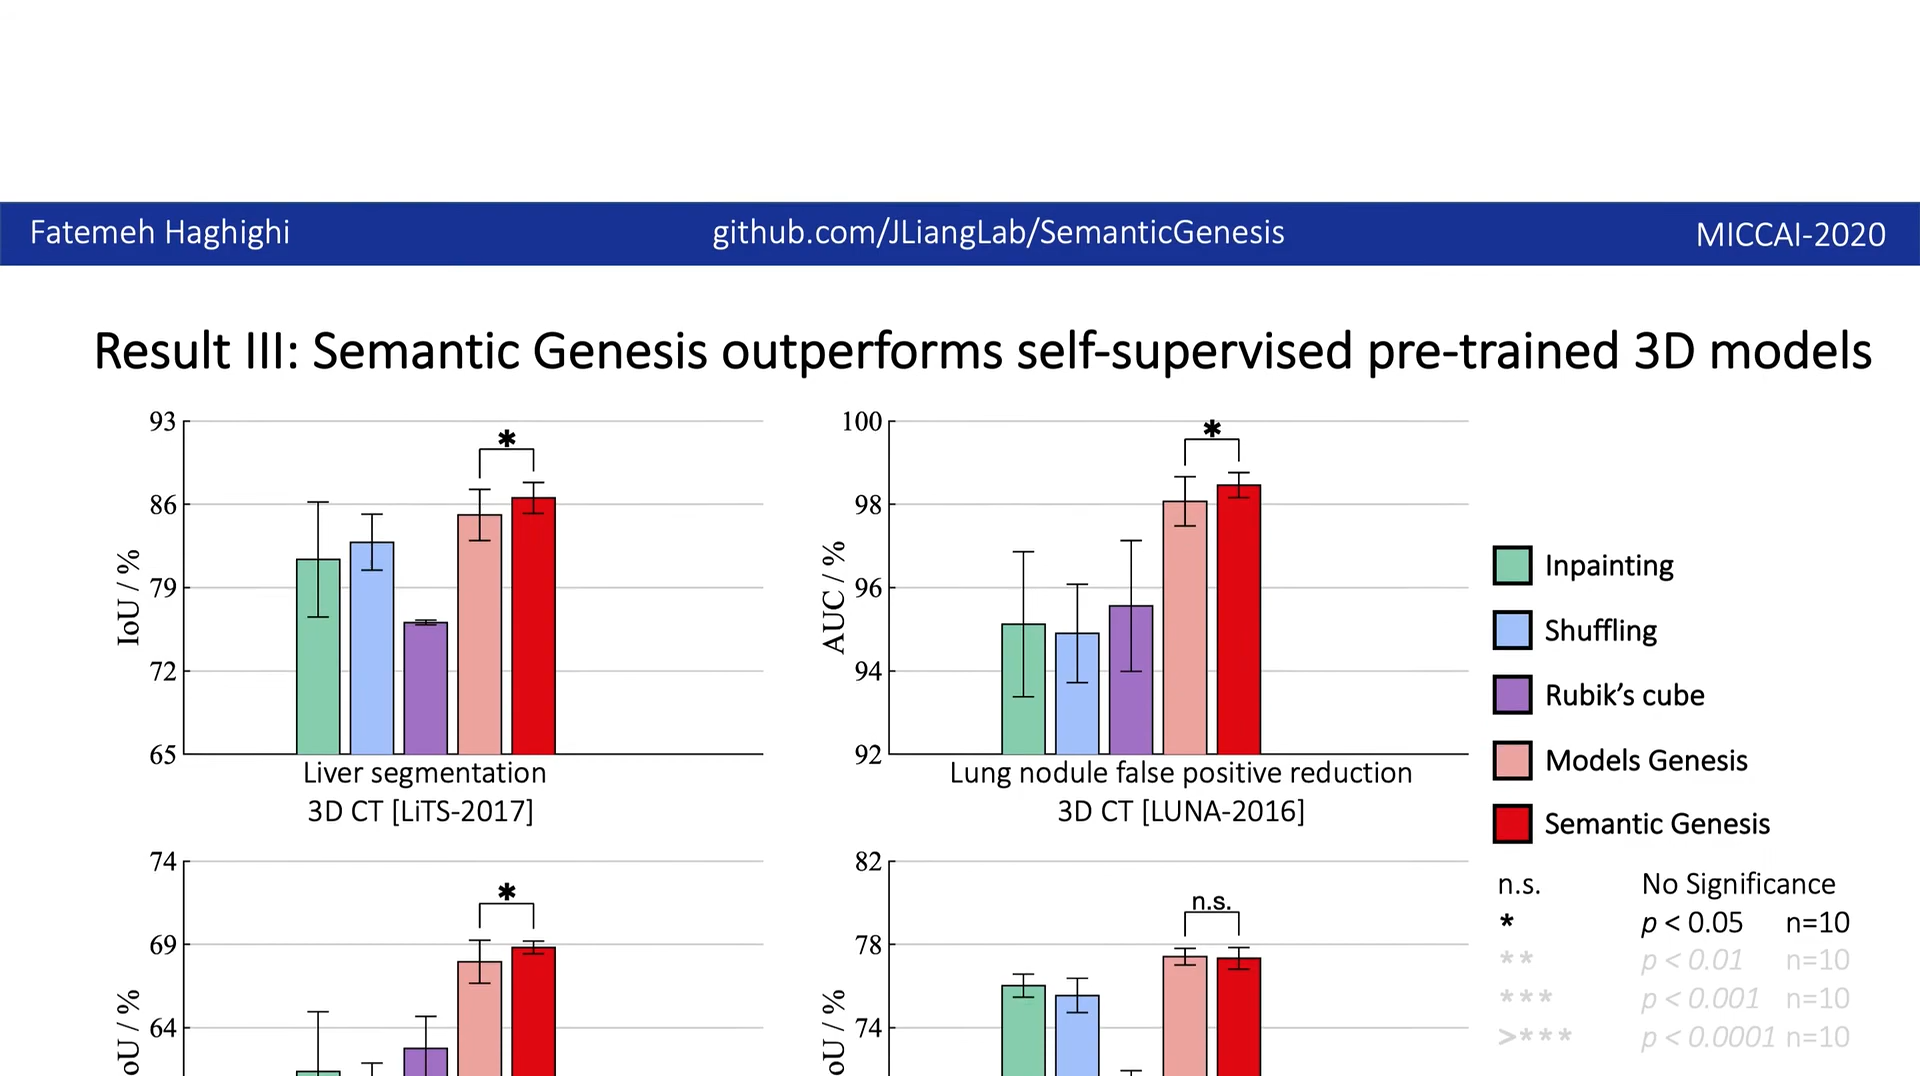 Fatemeh Haghighi
github.com/JLiangLab/SemanticGenesis
MICCAI-2020
Result III: Semantic Genesis outperforms self-supervised pre-trained 3D models
93
86
79
72
65
IoU / %
*
Liver segmentation
3D CT [LiTS-2017]
100
98
96
94
92
AUC / %
*
Lung nodule false positive reduction
3D CT [LUNA-2016]
Inpainting
Shuffling
Rubik’s cube
Models Genesis
Semantic Genesis
n.s. No Significance
* p < 0.05 n=10
** p < 0.01 n=10
*** p < 0.001 n=10
>*** p < 0.0001 n=10
74
69
64
oU / %
*
82
78
74
oU / %
n.s.